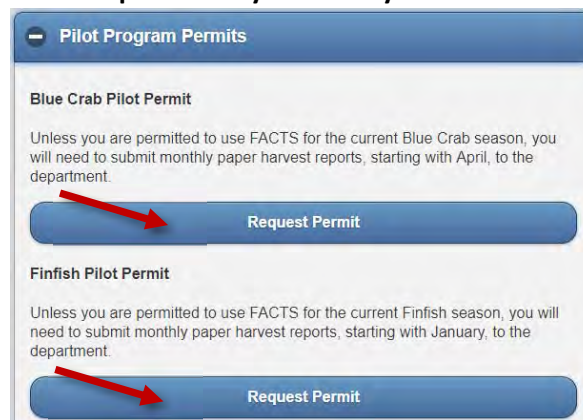 Pilot Program Permits
Blue Crab Pilot Permit
Unless you are permitted to use FACTS for the current Blue Crab season, you
will need to submit monthly paper harvest reports, starting with April, to the
department.
Request Permit
Finfish Pilot Permit
Unless you are permitted to use FACTS for the current Finfish season, you will
need to submit monthly paper harvest reports, starting with January, to the
department.
Request Permit